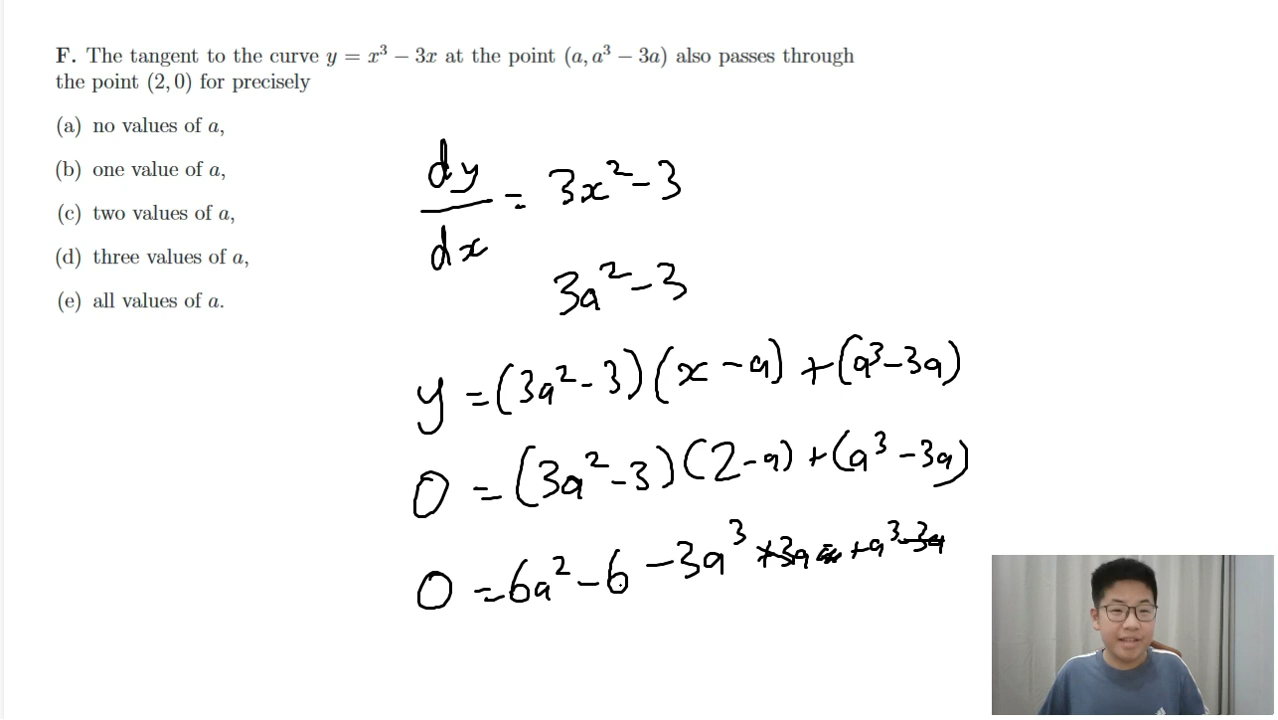 F. The tangent to the curve y = x³ − 3x at the point (a, a³ − 3a) also passes through
the point (2, 0) for precisely
(a) no values of a,
(b) one value of a,
(c) two values of a,
(d) three values of a,
(e) all values of a.
dy/dx = 3x² − 3
3a² − 3
y = (3a² − 3)(x − a) + (a³ − 3a)
0 = (3a² − 3)(2 − a) + (a³ − 3a)
0 = 6a² − 6 − 3a³ + 3a + a³ − 3a